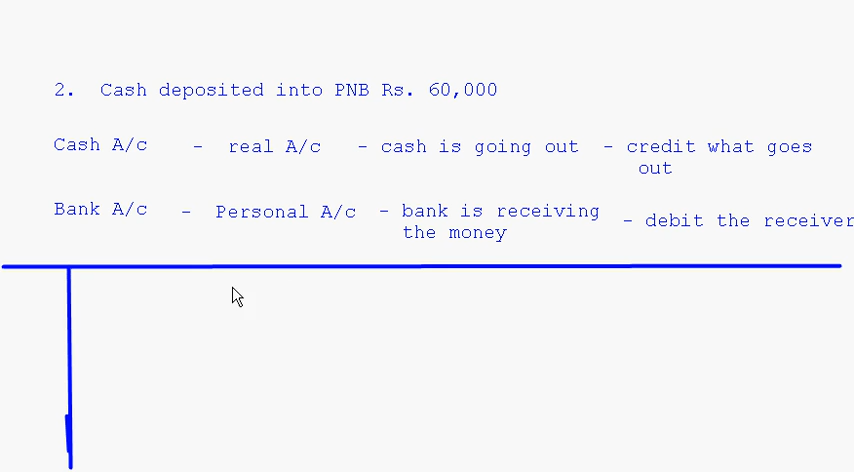 2. Cash deposited into PNB Rs. 60,000
Cash A/c - real A/c - cash is going out - credit what goes
out
Bank A/c - Personal A/c - bank is receiving - debit the receiver
the money